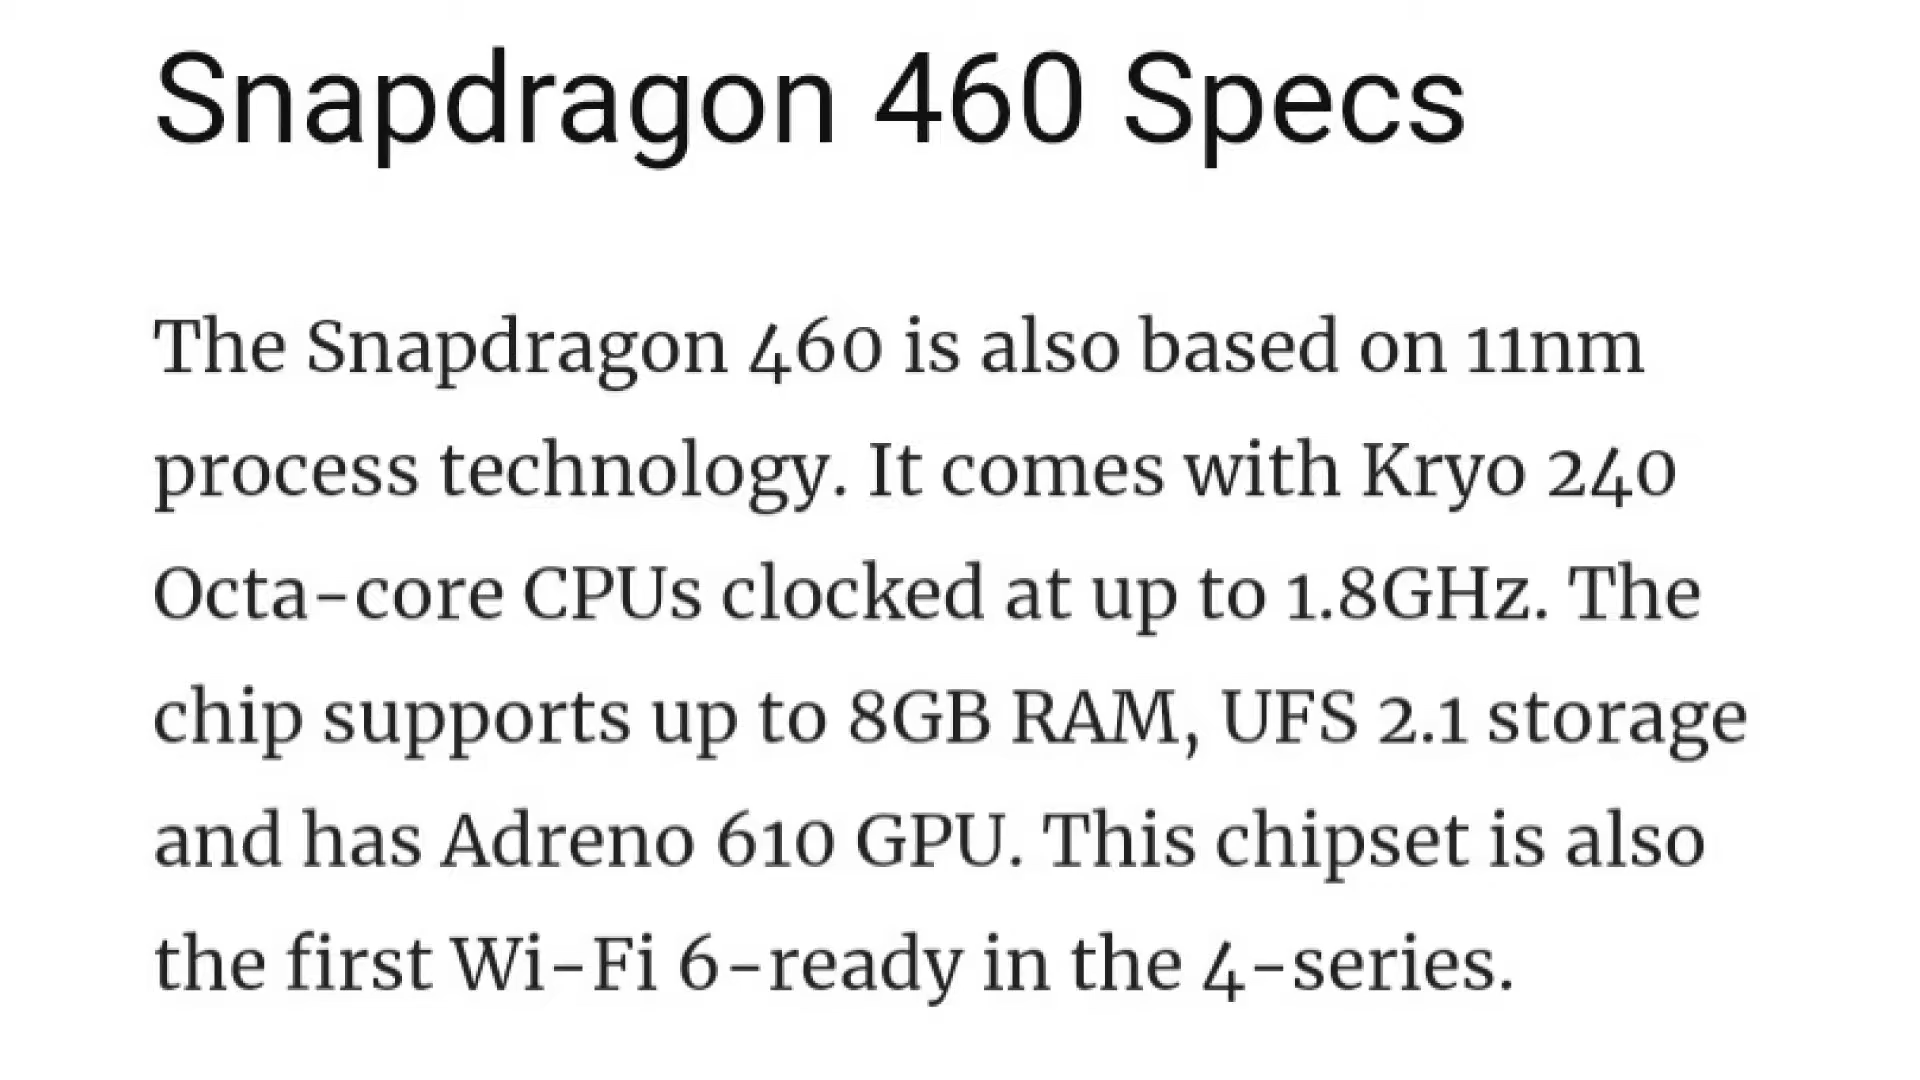 Snapdragon 460 Specs
The Snapdragon 460 is also based on 11nm
process technology. It comes with Kryo 240
Octa-core CPUs clocked at up to 1.8GHz. The
chip supports up to 8GB RAM, UFS 2.1 storage
and has Adreno 610 GPU. This chipset is also
the first Wi-Fi 6-ready in the 4-series.